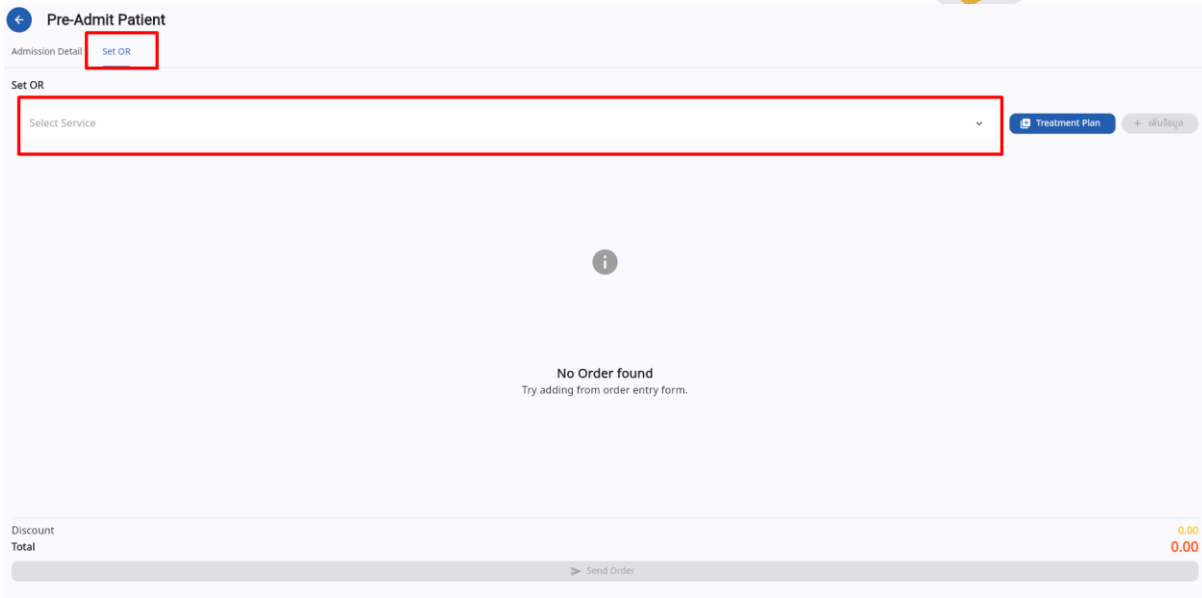 Pre-Admit Patient
Admission Detail Set OR
Set OR
Select Service Treatment Plan + เพิ่มข้อมูล
No Order found
Try adding from order entry form.
Discount 0.00
Total 0.00
Send Order